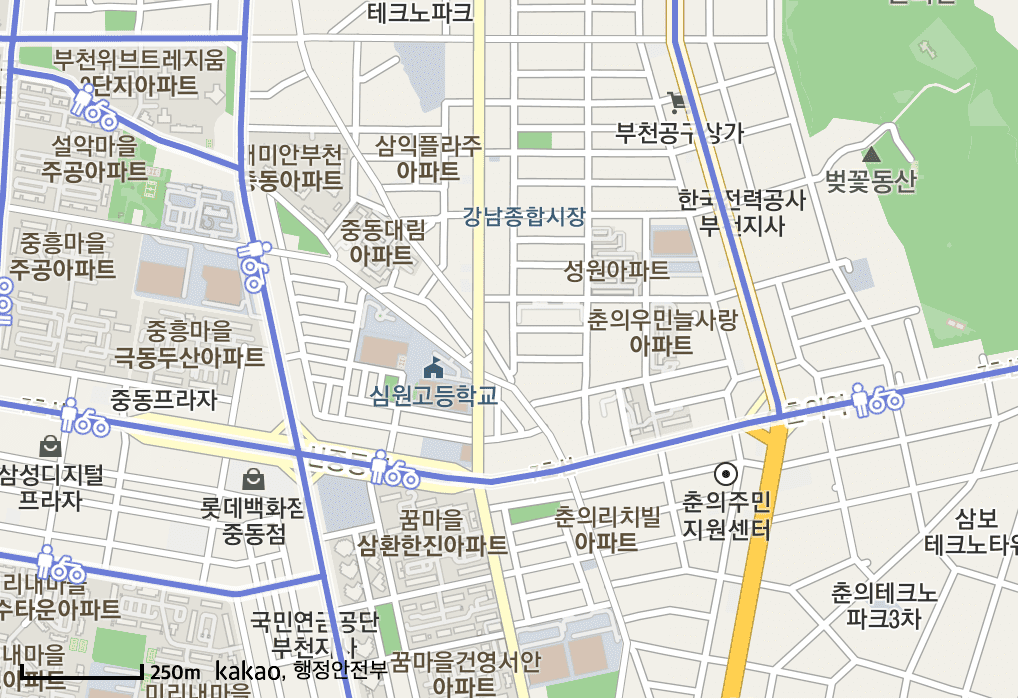 테크노파크
부천위브트레지움
2단지아파트
설악마을
주공아파트
삼익플라주
아파트
부천공구상가
벚꽃동산
한국전력공사
부천지사
강남종합시장
중동대림
아파트
중흥마을
주공아파트
성원아파트
춘의우민늘사랑
아파트
중흥마을
극동두산아파트
중동프라자
심원고등학교
삼성디지털
프라자
롯데백화점
중동점
꿈마을
삼환한진아파트
춘의리치빌
아파트
춘의주민
지원센터
삼보
춘의테크노
파크3차
국민연금공단
부천지사
꿈마을건영서안
아파트
250m
kakao, 행정안전부